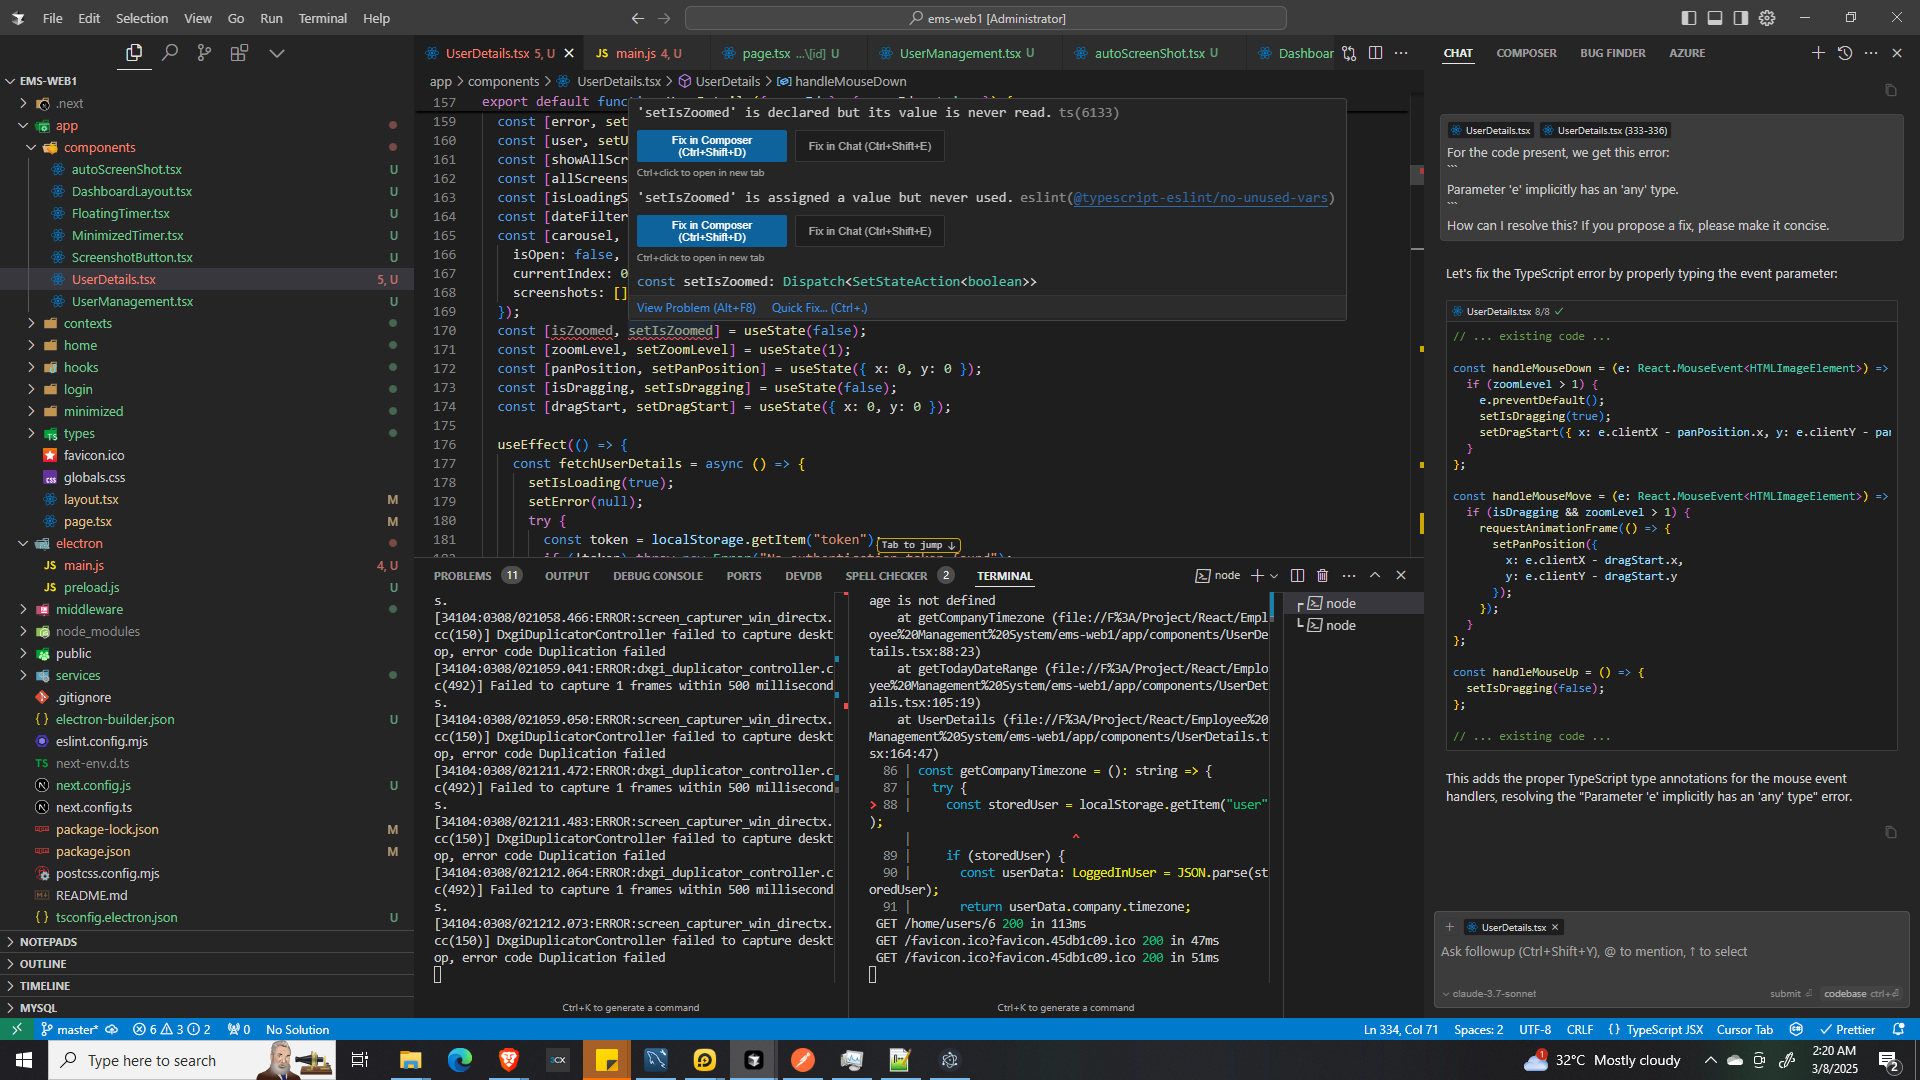 File Edit Selection View Go Run Terminal Help
ems-web1 [Administrator]
EMS-WEB1
.next
app
components
autoScreenShot.tsx U
DashboardLayout.tsx U
FloatingTimer.tsx U
MinimizedTimer.tsx U
ScreenshotButton.tsx U
UserDetails.tsx 5, U
UserManagement.tsx U
contexts
home
hooks
login
minimized
types
favicon.ico
globals.css
layout.tsx M
page.tsx M
electron
main.js 4, U
preload.js U
middleware
node_modules
public
services
.gitignore
electron-builder.json U
eslint.config.mjs
next-env.d.ts
next.config.js U
next.config.ts
package-lock.json M
package.json M
postcss.config.mjs
README.md
tsconfig.electron.json U
NOTEPADS
OUTLINE
TIMELINE
MYSQL
UserDetails.tsx 5, U main.js 4, U page.tsx ...\[id] U UserManagement.tsx U autoScreenShot.tsx U Dashboar
app > components > UserDetails.tsx > UserDetails > handleMouseDown
157 export default func
159 const [error, set
160 const [user, setU
161 const [showAllScr
162 const [allScreens
163 const [isLoadingS
164 const [dateFilter
165 const [carousel,
166 isOpen: false,
167 currentIndex: 0
168 screenshots: []
169 });
170 const [isZoomed, setIsZoomed] = useState(false);
171 const [zoomLevel, setZoomLevel] = useState(1);
172 const [panPosition, setPanPosition] = useState({ x: 0, y: 0 });
173 const [isDragging, setIsDragging] = useState(false);
174 const [dragStart, setDragStart] = useState({ x: 0, y: 0 });
175
176 useEffect(() => {
177 const fetchUserDetails = async () => {
178 setIsLoading(true);
179 setError(null);
180 try {
181 const token = localStorage.getItem("token");
Tab to jump ↓
'setIsZoomed' is declared but its value is never read. ts(6133)
Fix in Composer (Ctrl+Shift+D)
Fix in Chat (Ctrl+Shift+E)
Ctrl+click to open in new tab
'setIsZoomed' is assigned a value but never used. eslint(@typescript-eslint/no-unused-vars)
Fix in Composer (Ctrl+Shift+D)
Fix in Chat (Ctrl+Shift+E)
Ctrl+click to open in new tab
const setIsZoomed: Dispatch<SetStateAction<boolean>>
View Problem (Alt+F8) Quick Fix... (Ctrl+.)
PROBLEMS 11 OUTPUT DEBUG CONSOLE PORTS DEVDB SPELL CHECKER 2 TERMINAL
node
s.
[34104:0308/021058.466:ERROR:screen_capturer_win_directx.
cc(150)] DxgiDuplicatorController failed to capture deskt
op, error code Duplication failed
[34104:0308/021059.041:ERROR:dxgi_duplicator_controller.c
c(492)] Failed to capture 1 frames within 500 millisecond
s.
[34104:0308/021059.050:ERROR:screen_capturer_win_directx.
cc(150)] DxgiDuplicatorController failed to capture deskt
op, error code Duplication failed
[34104:0308/021211.472:ERROR:dxgi_duplicator_controller.c
c(492)] Failed to capture 1 frames within 500 millisecond
s.
[34104:0308/021211.483:ERROR:screen_capturer_win_directx.
cc(150)] DxgiDuplicatorController failed to capture deskt
op, error code Duplication failed
[34104:0308/021212.064:ERROR:dxgi_duplicator_controller.c
c(492)] Failed to capture 1 frames within 500 millisecond
s.
[34104:0308/021212.073:ERROR:screen_capturer_win_directx.
cc(150)] DxgiDuplicatorController failed to capture deskt
op, error code Duplication failed
Ctrl+K to generate a command
age is not defined
at getCompanyTimezone (file://F%3A/Project/React/Empl
oyee%20Management%20System/ems-web1/app/components/UserDe
tails.tsx:88:23)
at getTodayDateRange (file://F%3A/Project/React/Emplo
yee%20Management%20System/ems-web1/app/components/UserDet
ails.tsx:105:19)
at UserDetails (file://F%3A/Project/React/Employee%20
Management%20System/ems-web1/app/components/UserDetails.t
sx:164:47)
86 | const getCompanyTimezone = (): string => {
87 | try {
> 88 | const storedUser = localStorage.getItem("user"
);
| ^
89 | if (storedUser) {
90 | const userData: LoggedInUser = JSON.parse(st
oredUser);
91 | return userData.company.timezone;
GET /home/users/6 200 in 113ms
GET /favicon.ico?favicon.45db1c09.ico 200 in 47ms
GET /favicon.ico?favicon.45db1c09.ico 200 in 51ms
Ctrl+K to generate a command
node
node
CHAT COMPOSER BUG FINDER AZURE
UserDetails.tsx UserDetails.tsx (333-336)
For the code present, we get this error:
```
Parameter 'e' implicitly has an 'any' type.
```
How can I resolve this? If you propose a fix, please make it concise.
Let's fix the TypeScript error by properly typing the event parameter:
UserDetails.tsx 8/8 ✓
// ... existing code ...
const handleMouseDown = (e: React.MouseEvent<HTMLImageElement>) =>
if (zoomLevel > 1) {
e.preventDefault();
setIsDragging(true);
setDragStart({ x: e.clientX - panPosition.x, y: e.clientY - par
}
};
const handleMouseMove = (e: React.MouseEvent<HTMLImageElement>) =>
if (isDragging && zoomLevel > 1) {
requestAnimationFrame(() => {
setPanPosition({
x: e.clientX - dragStart.x,
y: e.clientY - dragStart.y
});
});
}
};
const handleMouseUp = () => {
setIsDragging(false);
};
// ... existing code ...
This adds the proper TypeScript type annotations for the mouse event
handlers, resolving the "Parameter 'e' implicitly has an 'any' type" error.
+ UserDetails.tsx ×
Ask followup (Ctrl+Shift+Y), @ to mention, ↑ to select
claude-3.7-sonnet submit codebase ctrl+⏎
master* 6 3 2 0 No Solution Ln 334, Col 71 Spaces: 2 UTF-8 CRLF {} TypeScript JSX Cursor Tab Prettier
Type here to search
1 32°C Mostly cloudy 2:20 AM
3/8/2025 2